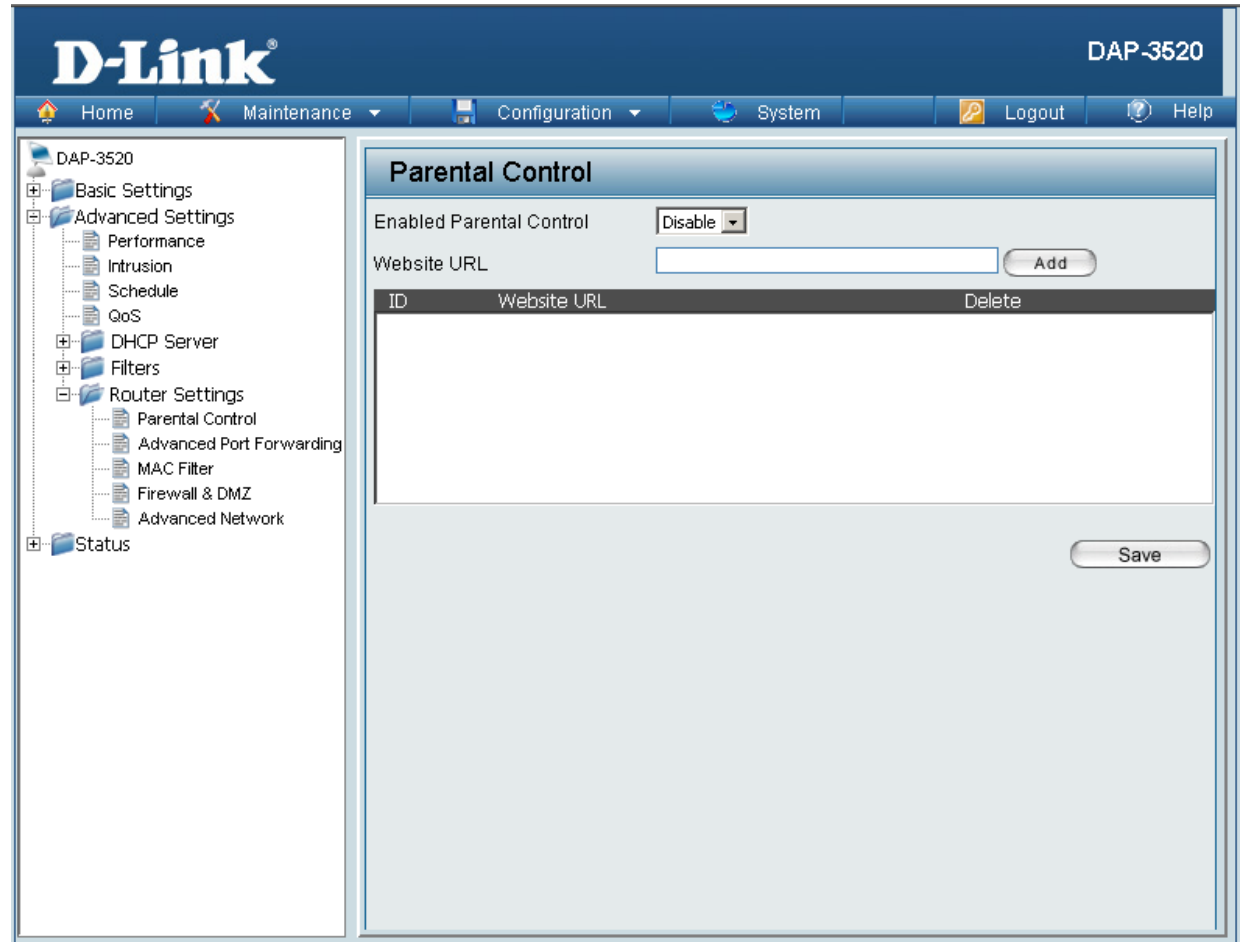 D-Link®
DAP-3520
Home Maintenance Configuration System Logout Help
DAP-3520
Basic Settings
Advanced Settings
Performance
Intrusion
Schedule
QoS
DHCP Server
Filters
Router Settings
Parental Control
Advanced Port Forwarding
MAC Filter
Firewall & DMZ
Advanced Network
Status
Parental Control
Enabled Parental Control Disable
Website URL Add
ID Website URL Delete
Save